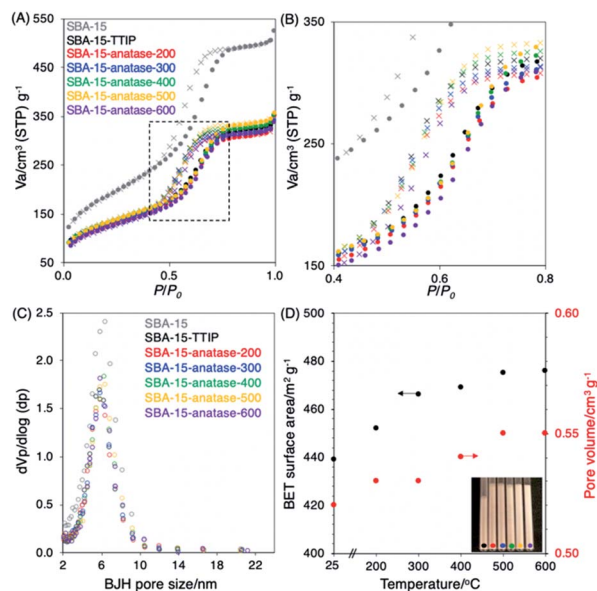 (A)
550
450
350
250
150
50
Va/cm³ (STP) g⁻¹
SBA-15
SBA-15-TTIP
SBA-15-anatase-200
SBA-15-anatase-300
SBA-15-anatase-400
SBA-15-anatase-500
SBA-15-anatase-600
0.0
0.5
1.0
P/P₀
(B)
350
250
150
Va/cm³ (STP) g⁻¹
0.4
0.6
0.8
P/P₀
(C)
2.5
2.0
1.5
1.0
0.5
0.0
dVp/dlog (dp)
SBA-15
SBA-15-TTIP
SBA-15-anatase-200
SBA-15-anatase-300
SBA-15-anatase-400
SBA-15-anatase-500
SBA-15-anatase-600
2
6
10
14
18
22
BJH pore size/nm
(D)
500
480
460
440
420
400
BET surface area/m² g⁻¹
0.60
0.55
0.50
Pore volume/cm³ g⁻¹
25
200
300
400
500
600
Temperature/°C